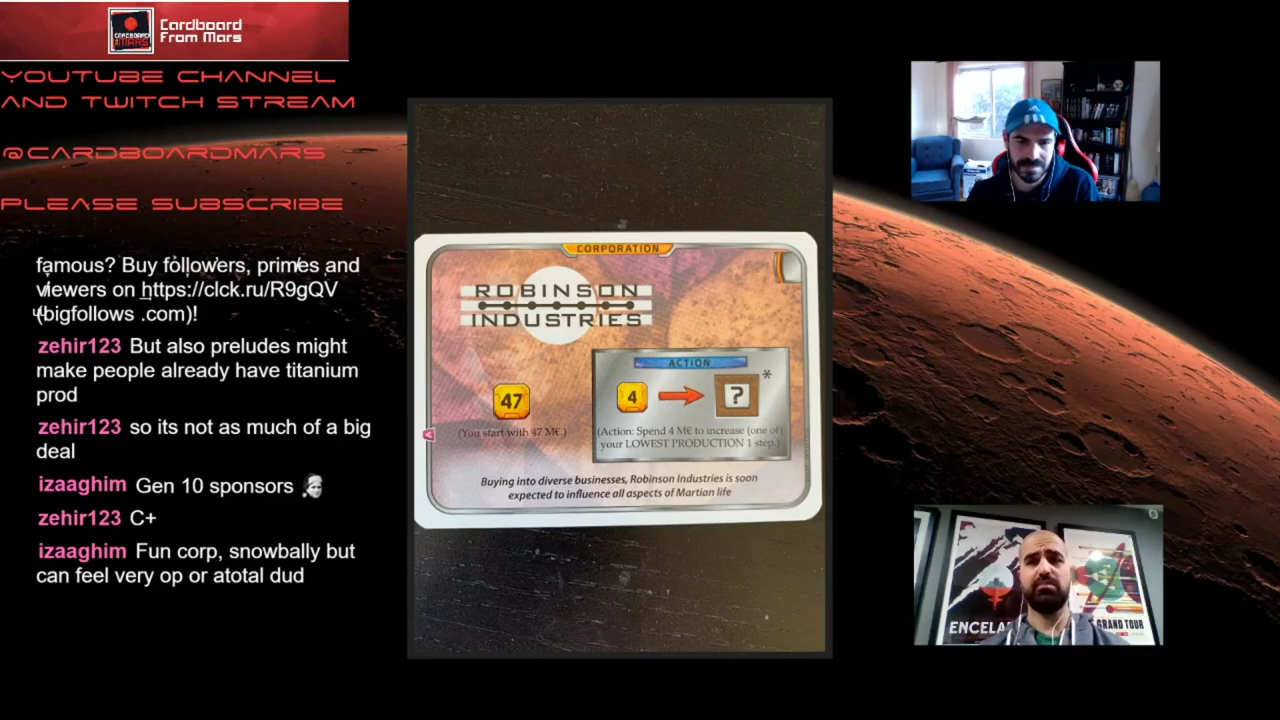 Cardboard
From Mars
CARDBOARD
MARS
YOUTUBE CHANNEL
AND TWITCH STREAM
@CARDBOARDMARS
PLEASE SUBSCRIBE
famous? Buy followers, primes and
viewers on https://clck.ru/R9gQV
(bigfollows .com)!
zehir123 But also preludes might
make people already have titanium
prod
zehir123 so its not as much of a big
deal
izaaghim Gen 10 sponsors
zehir123 C+
izaaghim Fun corp, snowbally but
can feel very op or atotal dud
CORPORATION
ROBINSON
INDUSTRIES
47
(You start with 47 M€.)
ACTION
4 ? *
(Action: Spend 4 M€ to increase (one of)
your LOWEST PRODUCTION 1 step.)
Buying into diverse businesses, Robinson Industries is soon
expected to influence all aspects of Martian life
ENCELA
GRAND TOUR